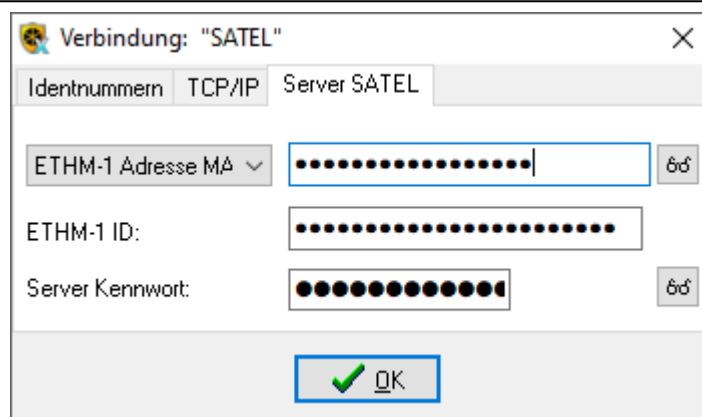 Verbindung: "SATEL"
Identnummern TCP/IP Server SATEL
ETHM-1 Adresse MA
ETHM-1 ID:
Server Kennwort:
OK